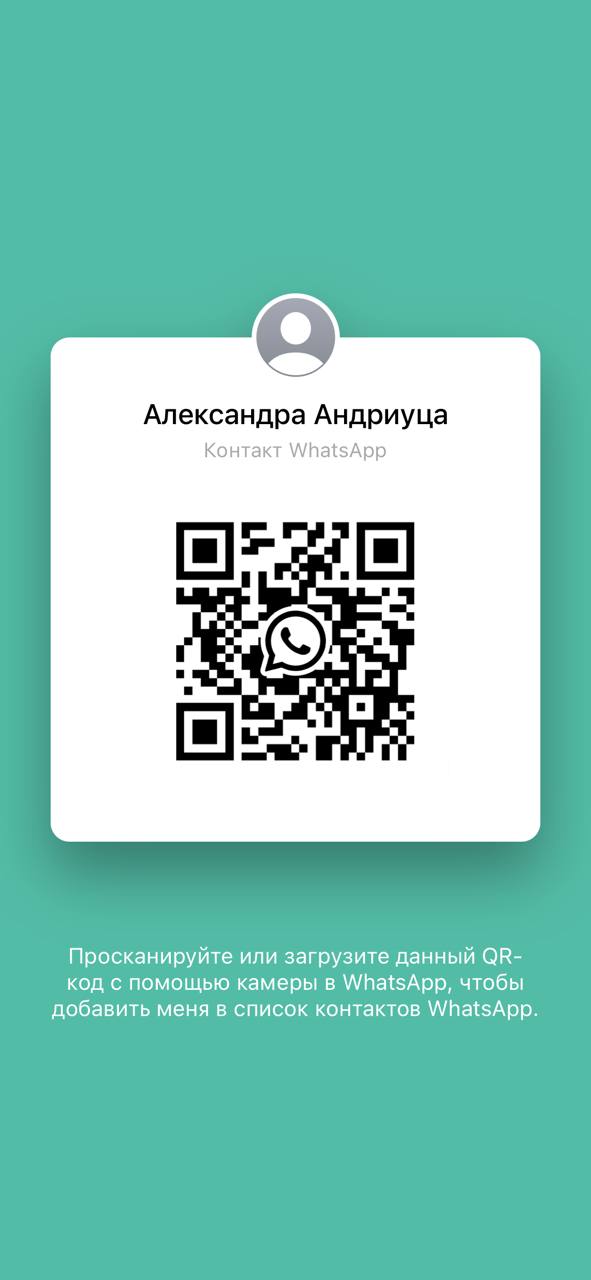 Александра Андриуца
Контакт WhatsApp
Просканируйте или загрузите данный QR-
код с помощью камеры в WhatsApp, чтобы
добавить меня в список контактов WhatsApp.